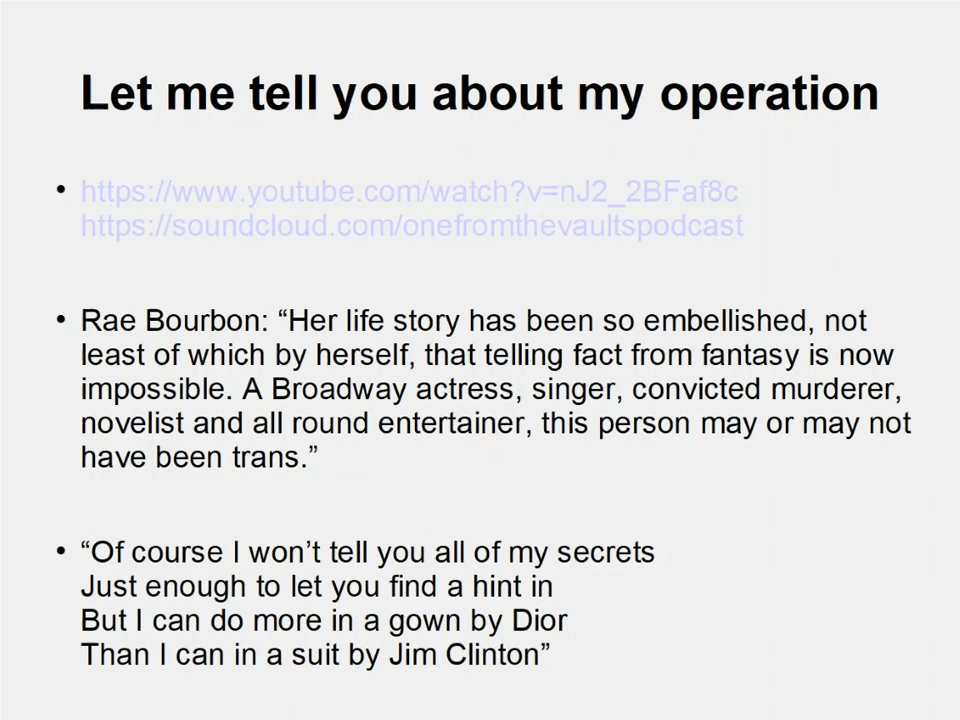 Let me tell you about my operation
• https://www.youtube.com/watch?v=nJ2_2BFaf8c
https://soundcloud.com/onefromthevaultspodcast
• Rae Bourbon: “Her life story has been so embellished, not
least of which by herself, that telling fact from fantasy is now
impossible. A Broadway actress, singer, convicted murderer,
novelist and all round entertainer, this person may or may not
have been trans.”
• “Of course I won’t tell you all of my secrets
Just enough to let you find a hint in
But I can do more in a gown by Dior
Than I can in a suit by Jim Clinton”